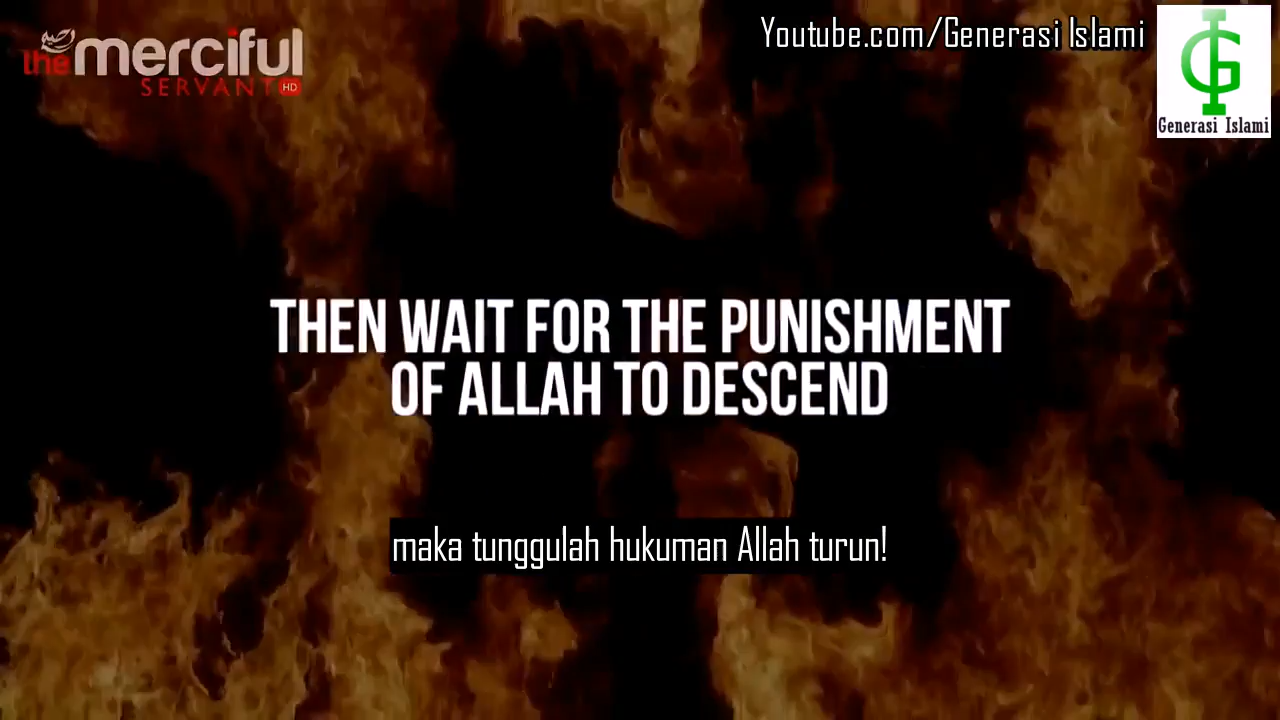 the merciful
SERVANT HD
Youtube.com/Generasi Islami
GI
Generasi Islami
THEN WAIT FOR THE PUNISHMENT
OF ALLAH TO DESCEND
maka tunggulah hukuman Allah turun!